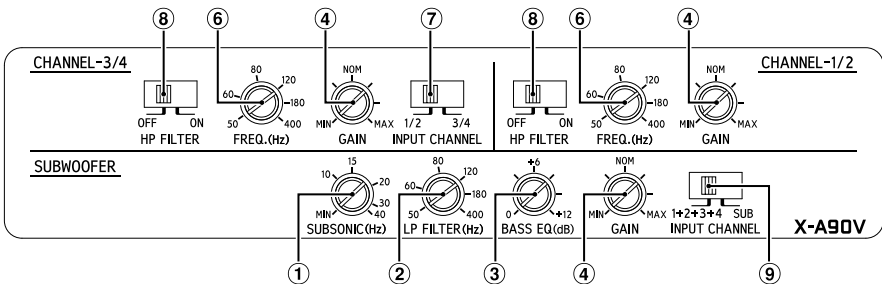 ⑧ ⑥ ④ ⑦ ⑧ ⑥ ④
CHANNEL-3/4
CHANNEL-1/2
OFF ON
HP FILTER
50 60 80 120 180 400
FREQ.(Hz)
MIN NOM MAX
GAIN
1/2 3/4
INPUT CHANNEL
OFF ON
HP FILTER
50 60 80 120 180 400
FREQ.(Hz)
MIN NOM MAX
GAIN
SUBWOOFER
MIN 10 15 20 30 40
SUBSONIC(Hz)
50 60 80 120 180 400
LP FILTER(Hz)
0 +6 +12
BASS EQ(dB)
MIN NOM MAX
GAIN
1+2+3+4 SUB
INPUT CHANNEL
X-A90V
① ② ③ ④ ⑨